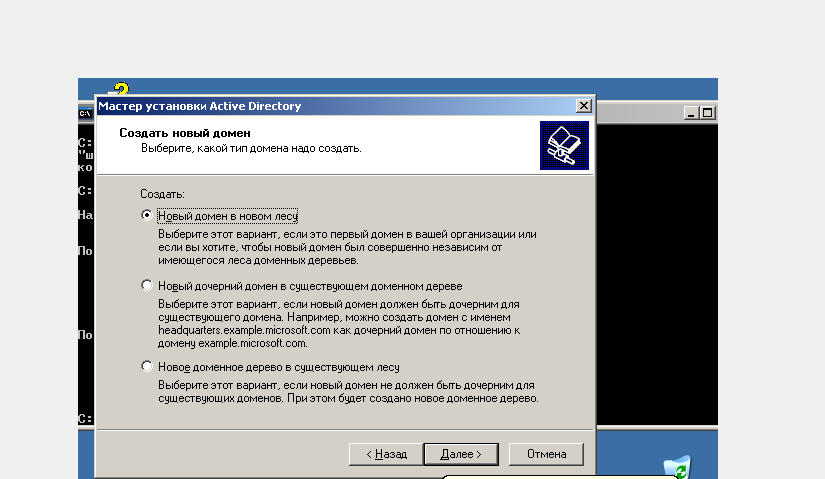 Мастер установки Active Directory
Создать новый домен
Выберите, какой тип домена надо создать.
C:
"ш
ко
C:
На
По
По
C:
Создать:
Новый домен в новом лесу
Выберите этот вариант, если это первый домен в вашей организации или
если вы хотите, чтобы новый домен был совершенно независим от
имеющегося леса доменных деревьев.
Новый дочерний домен в существующем доменном дереве
Выберите этот вариант, если новый домен должен быть дочерним для
существующего домена. Например, можно создать домен с именем
headquarters.example.microsoft.com как дочерний домен по отношению к
домену example.microsoft.com.
Новое доменное дерево в существующем лесу
Выберите этот вариант, если новый домен не должен быть дочерним для
существующих доменов. При этом будет создано новое доменное дерево.
< Назад
Далее >
Отмена